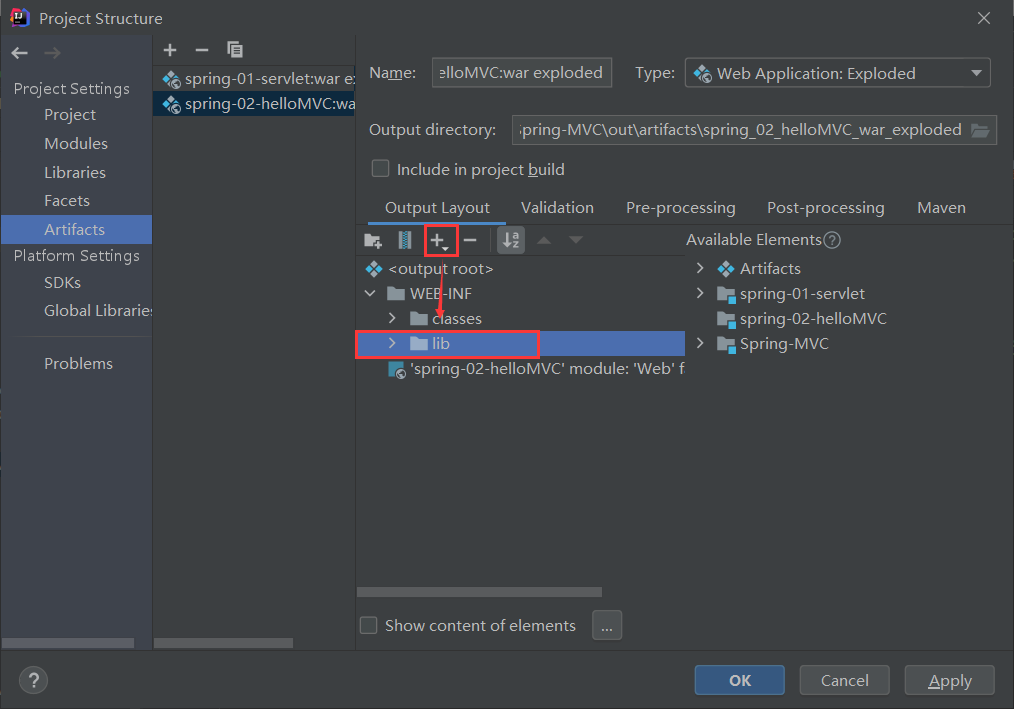 Project Structure
Project Settings
Project
Modules
Libraries
Facets
Artifacts
Platform Settings
SDKs
Global Libraries
Problems
spring-01-servlet:war e
spring-02-helloMVC:wa
Name: elloMVC:war exploded Type: Web Application: Exploded
Output directory: pring-MVC\out\artifacts\spring_02_helloMVC_war_exploded
Include in project build
Output Layout Validation Pre-processing Post-processing Maven
Available Elements
<output root>
WEB-INF
classes
lib
'spring-02-helloMVC' module: 'Web' f
Artifacts
spring-01-servlet
spring-02-helloMVC
Spring-MVC
Show content of elements ...
? OK Cancel Apply